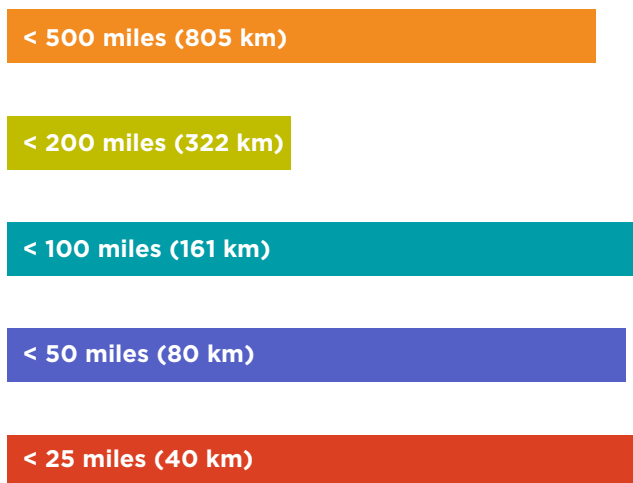 < 500 miles (805 km)
< 200 miles (322 km)
< 100 miles (161 km)
< 50 miles (80 km)
< 25 miles (40 km)